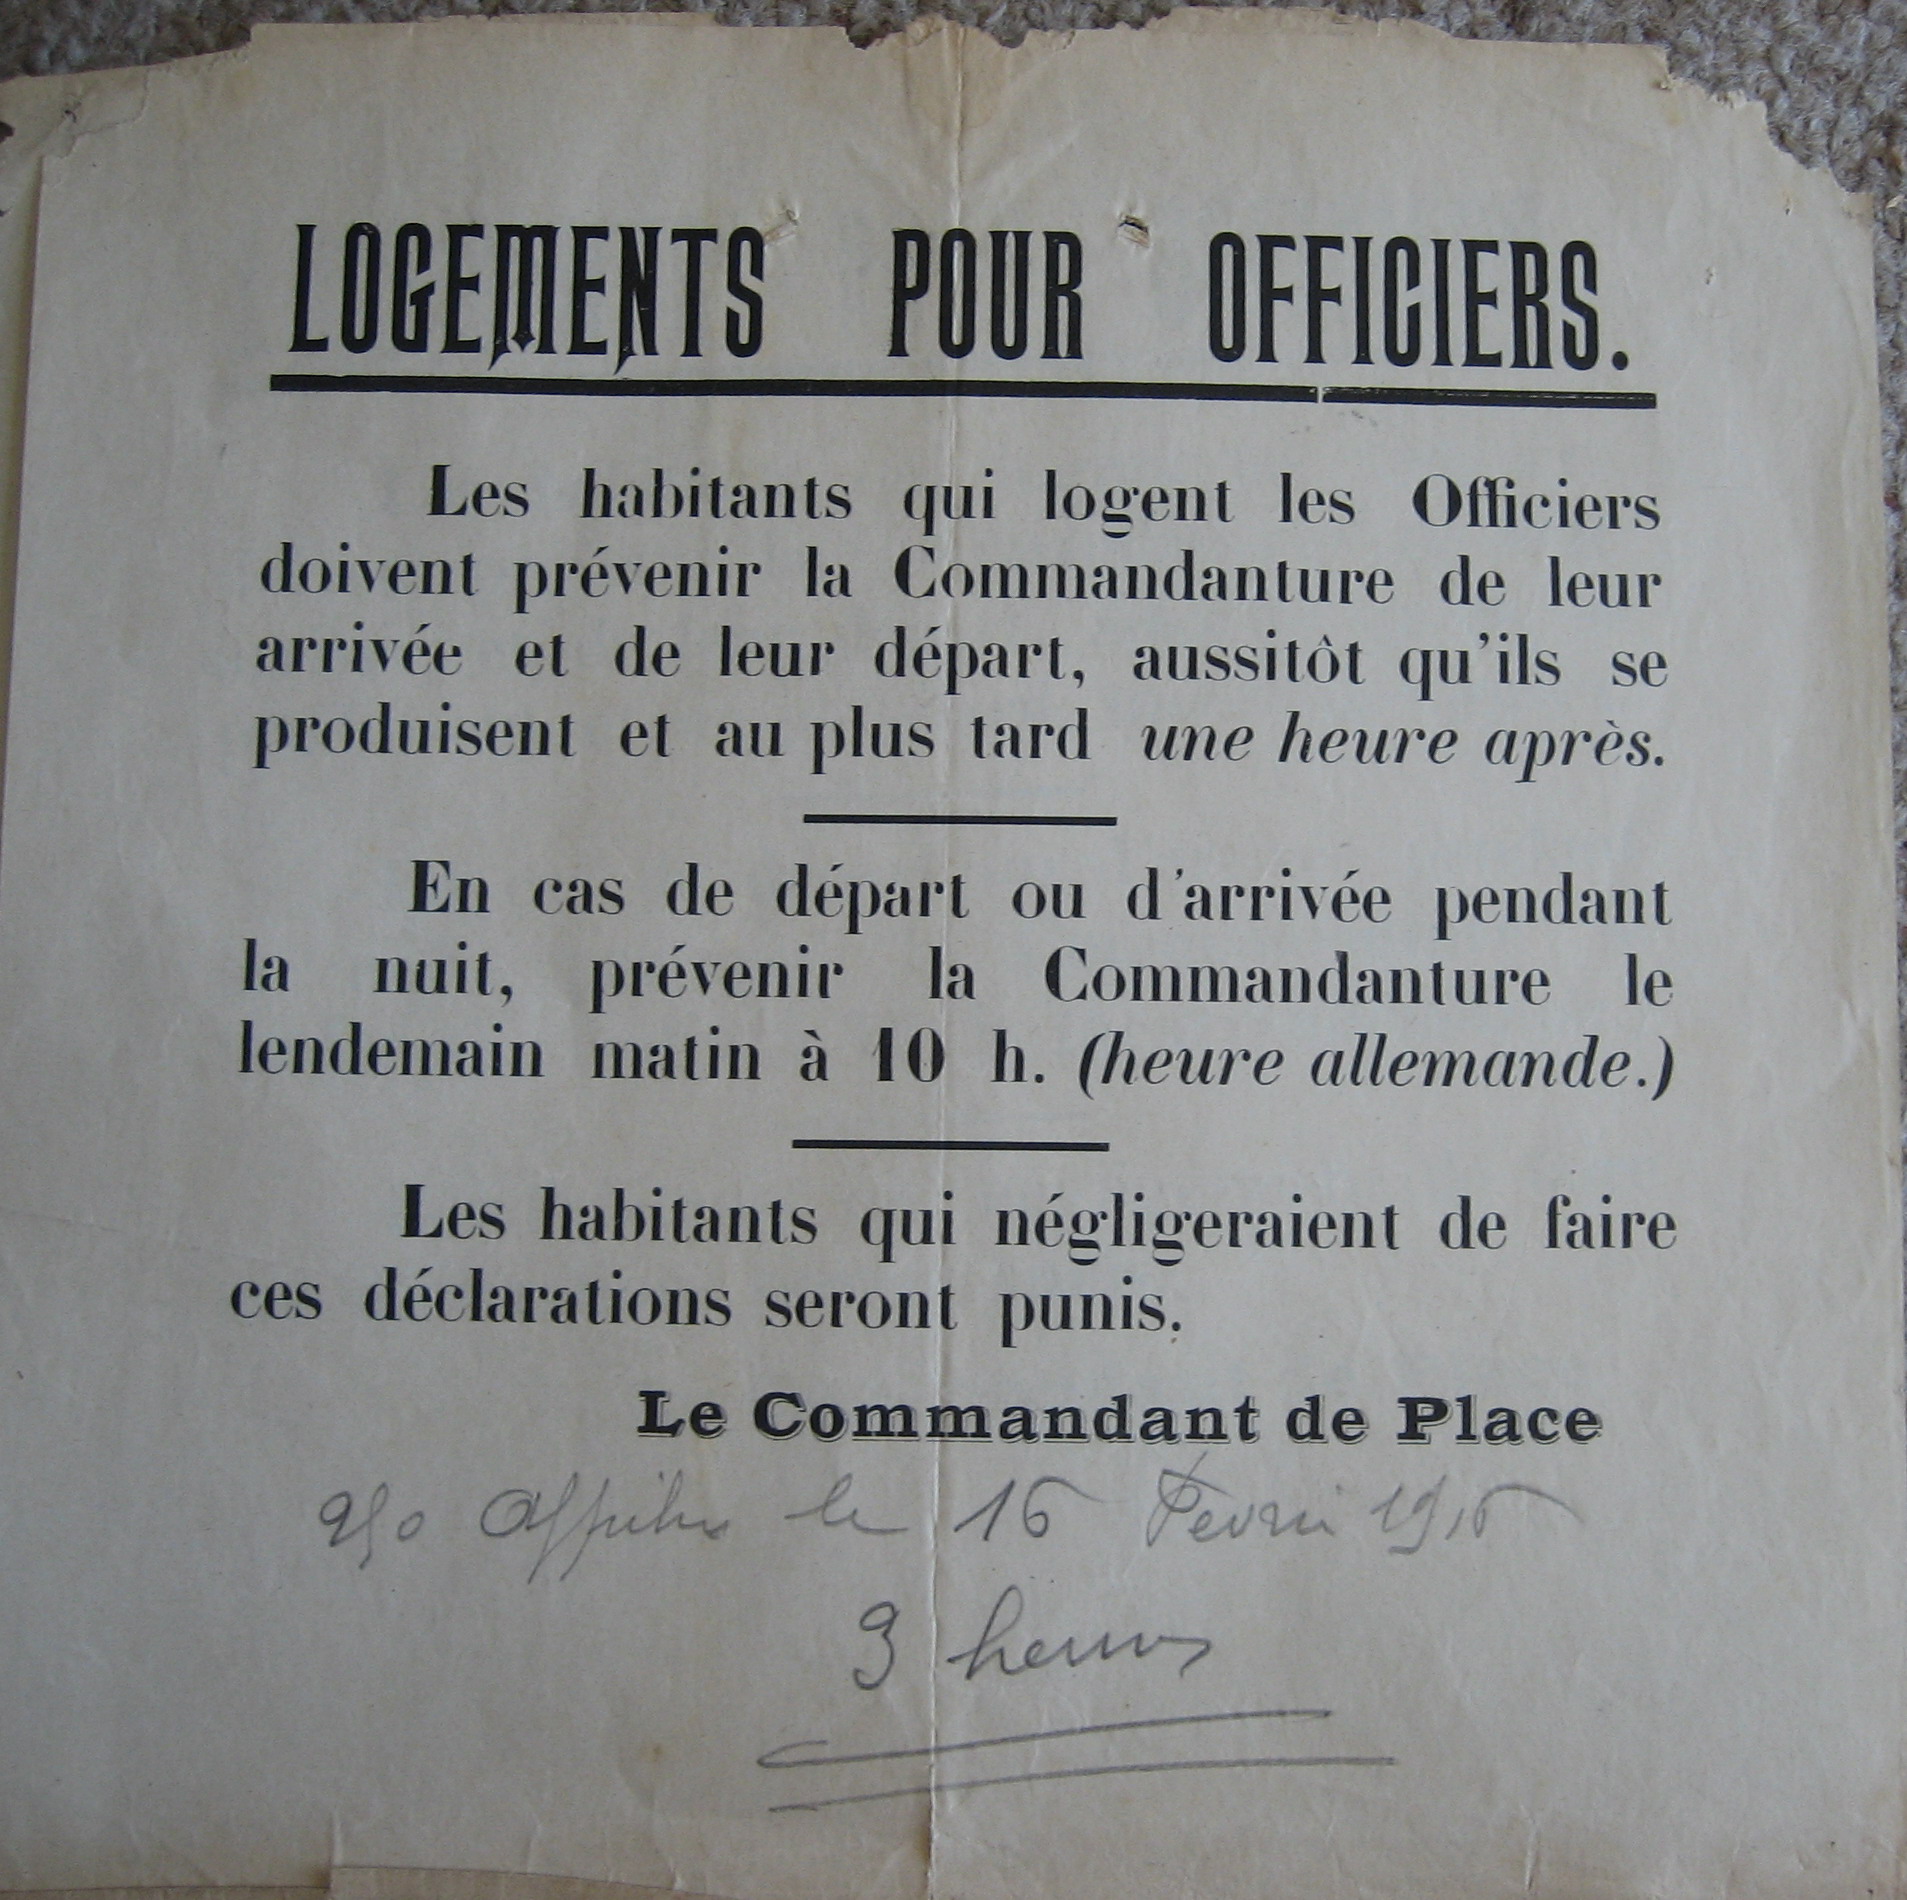 LOGEMENTS POUR OFFICIERS.
Les habitants qui logent les Officiers
doivent prévenir la Commandanture de leur
arrivée et de leur départ, aussitôt qu'ils se
produisent et au plus tard une heure après.
En cas de départ ou d'arrivée pendant
la nuit, prévenir la Commandanture le
lendemain matin à 10 h. (heure allemande.)
Les habitants qui négligeraient de faire
ces déclarations seront punis.
Le Commandant de Place
le
3 heures